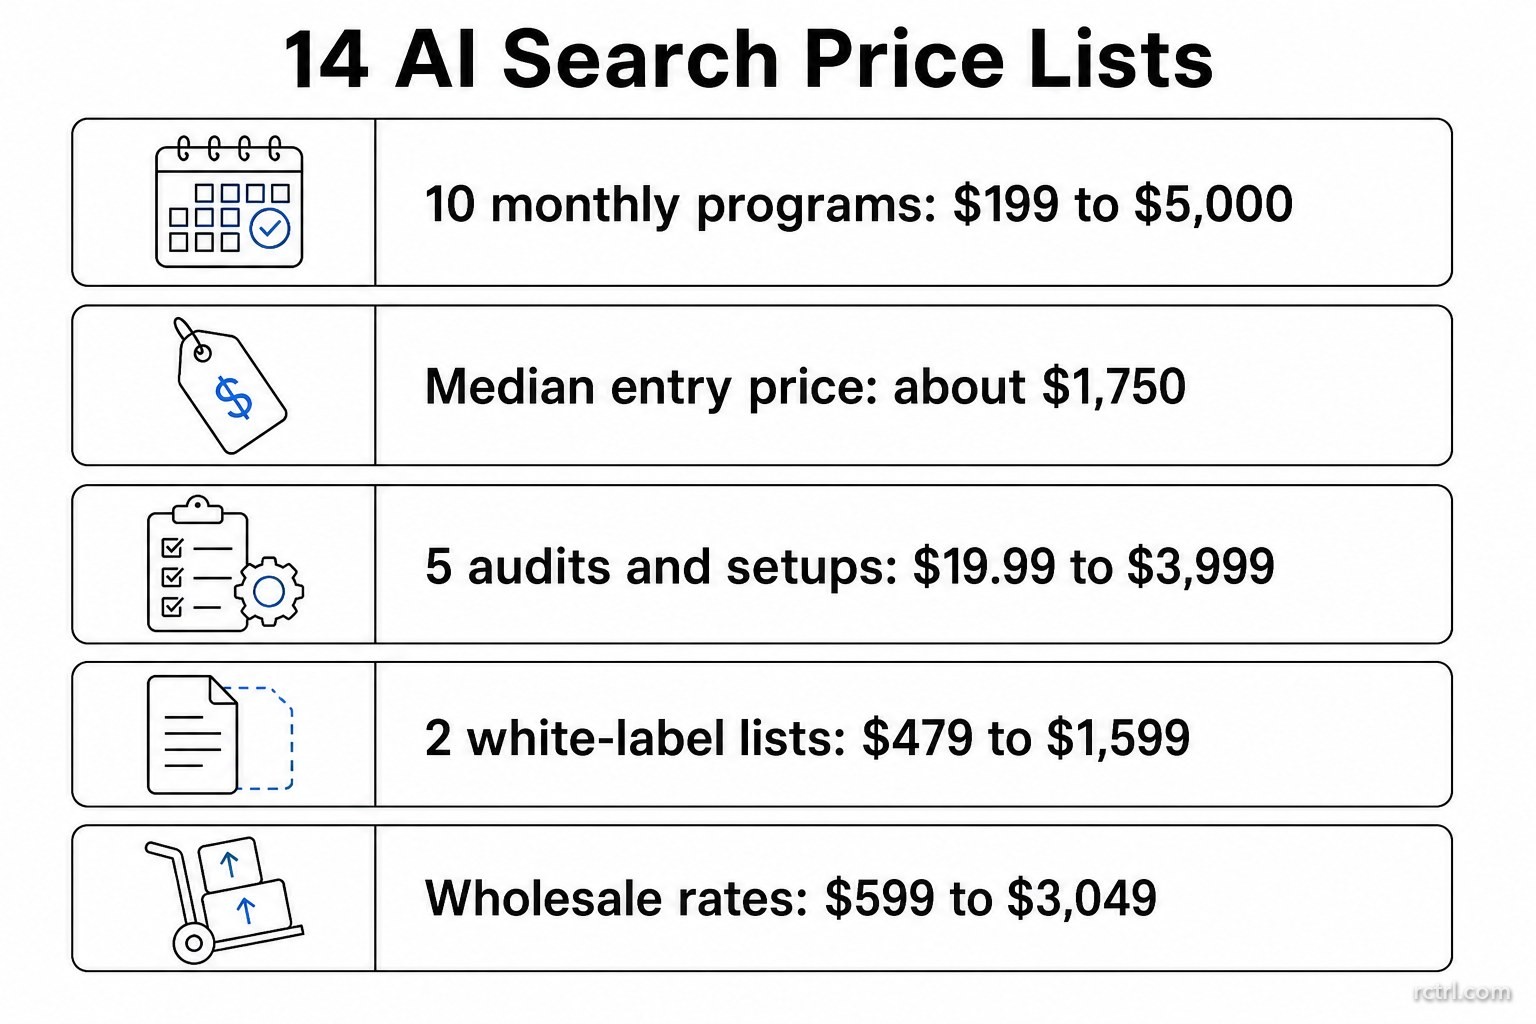 14 AI Search Price Lists
10 monthly programs: $199 to $5,000
Median entry price: about $1,750
$
5 audits and setups: $19.99 to $3,999
2 white-label lists: $479 to $1,599
Wholesale rates: $599 to $3,049
rctrl.com